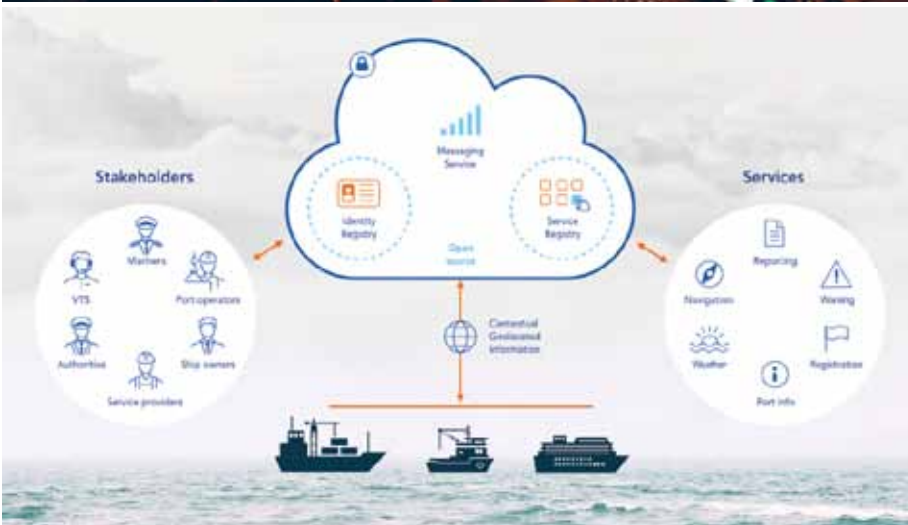 Stakeholders
Mariners
VTS
Port operators
Authorities
Ship owners
Service providers
Messaging
Service
Identity
Registry
Service
Registry
Open
source
Contextual
Geolocated
Information
Services
Reporting
Navigation
Warning
Weather
Registration
Port info